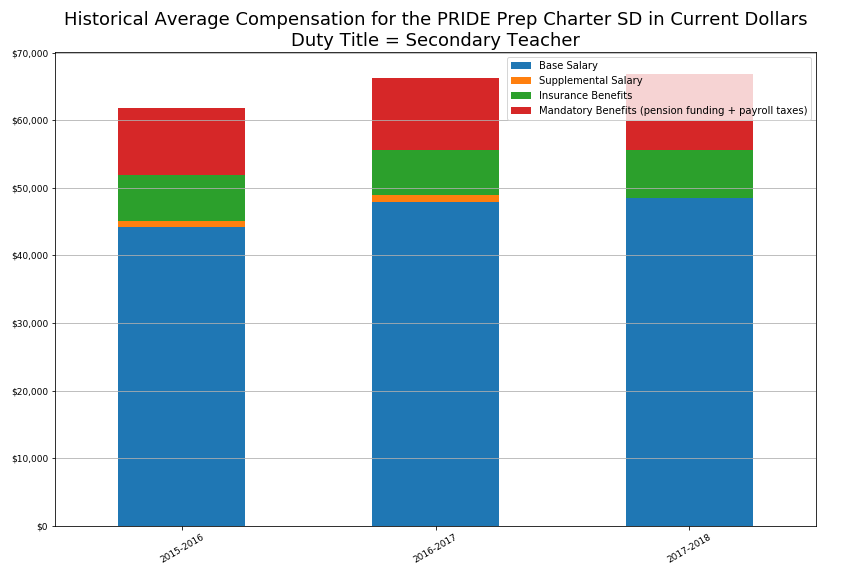 Historical Average Compensation for the PRIDE Prep Charter SD in Current Dollars
Duty Title = Secondary Teacher
Base Salary
Supplemental Salary
Insurance Benefits
Mandatory Benefits (pension funding + payroll taxes)
$70,000
$60,000
$50,000
$40,000
$30,000
$20,000
$10,000
$0
2015-2016
2016-2017
2017-2018